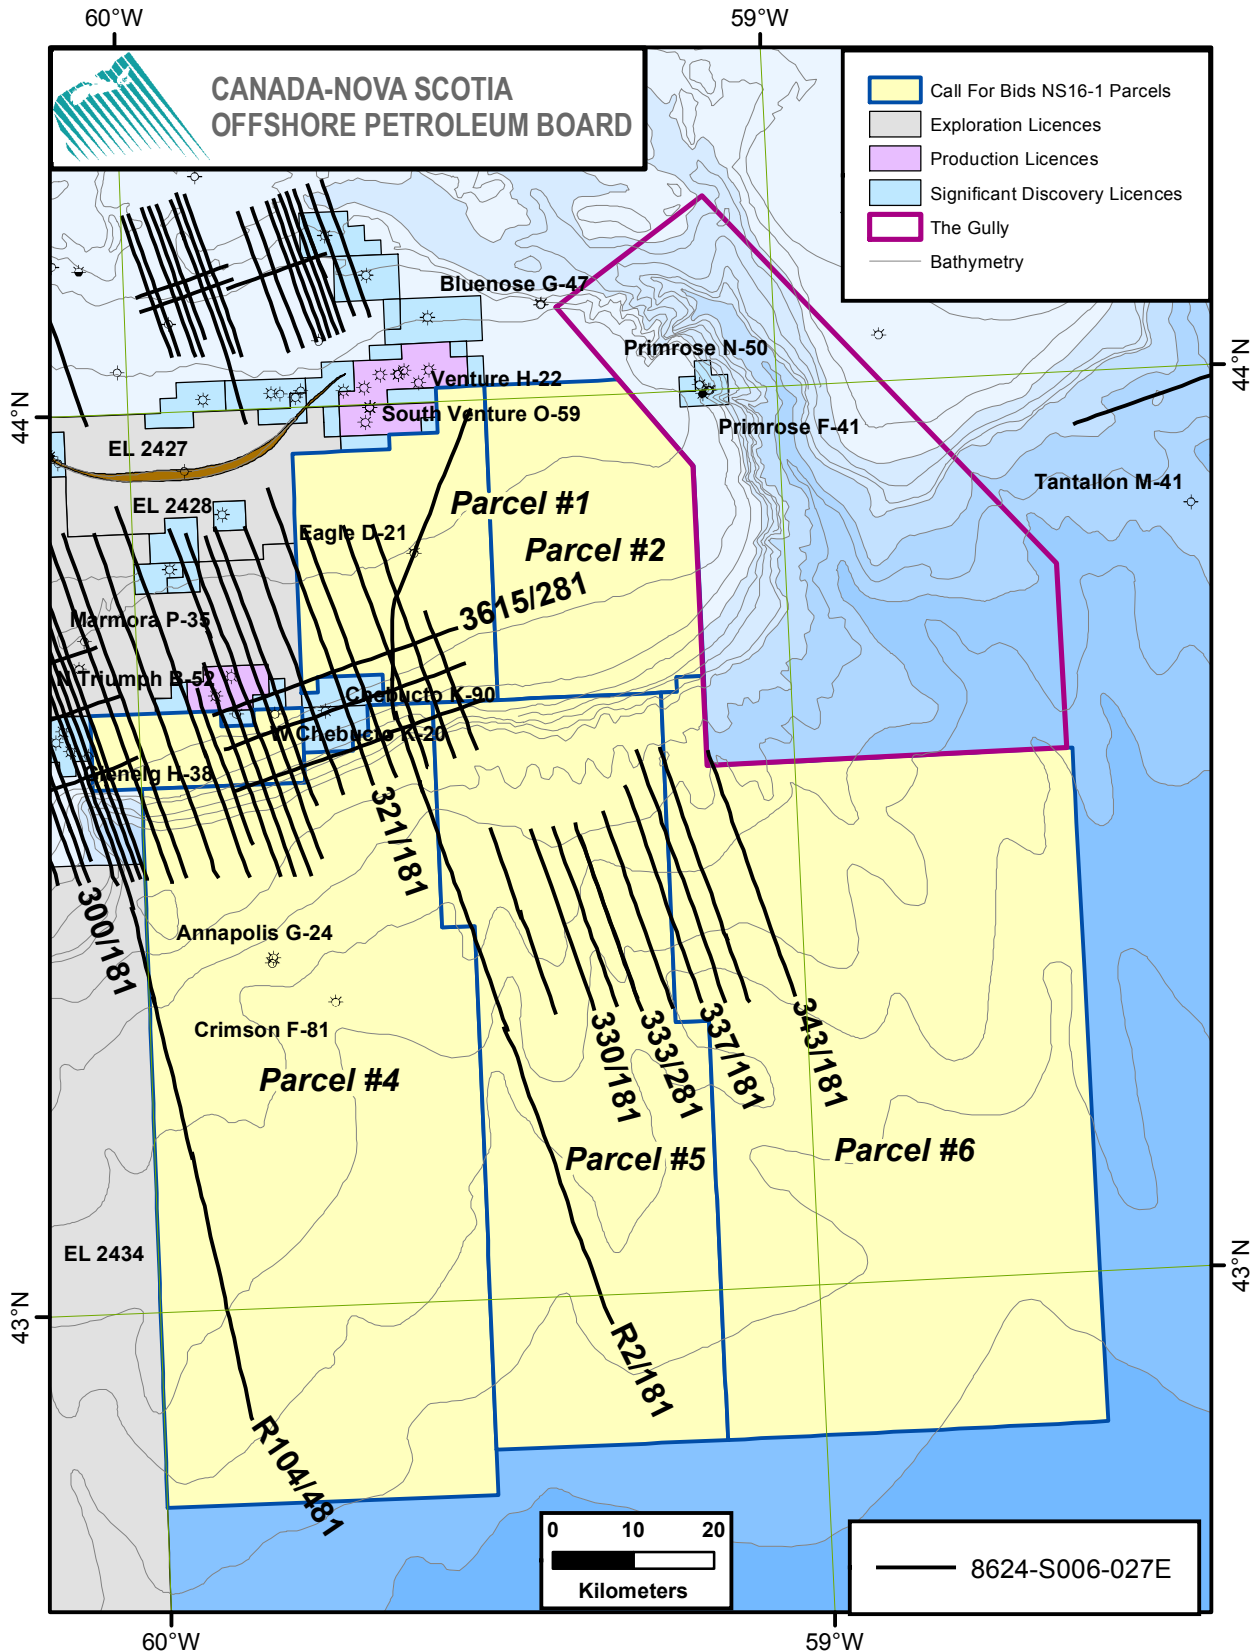 60°W
59°W
CANADA-NOVA SCOTIA
OFFSHORE PETROLEUM BOARD
Call For Bids NS16-1 Parcels
Exploration Licences
Production Licences
Significant Discovery Licences
The Gully
Bathymetry
Bluenose G-47
Primrose N-50
44°N
Venture H-22
44°N
South Venture O-59
Primrose F-41
EL 2427
Tantallon M-41
EL 2428
Parcel #1
Eagle D-21
Parcel #2
3615/281
Marmora P-35
N Triumph B-52
Chebucto K-90
W Chebucto K-20
Glenelg H-38
321/181
300/181
Annapolis G-24
Crimson F-81
330/181
333/281
337/181
343/181
Parcel #4
Parcel #5
Parcel #6
EL 2434
43°N
43°N
R2/181
R104/481
0 10 20
Kilometers
8624-S006-027E
60°W
59°W